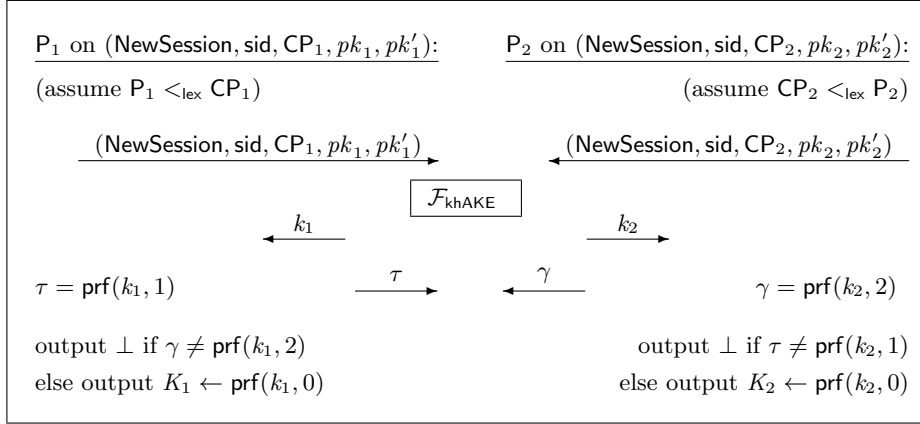 P₁ on (NewSession, sid, CP₁, pk₁, pk′₁): P₂ on (NewSession, sid, CP₂, pk₂, pk′₂):
(assume P₁ <ₗₑₓ CP₁) (assume CP₂ <ₗₑₓ P₂)
(NewSession, sid, CP₁, pk₁, pk′₁) (NewSession, sid, CP₂, pk₂, pk′₂)
F_khAKE
k₁ k₂
τ = prf(k₁, 1) τ γ γ = prf(k₂, 2)
output ⊥ if γ ≠ prf(k₁, 2) output ⊥ if τ ≠ prf(k₂, 1)
else output K₁ ← prf(k₁, 0) else output K₂ ← prf(k₂, 0)